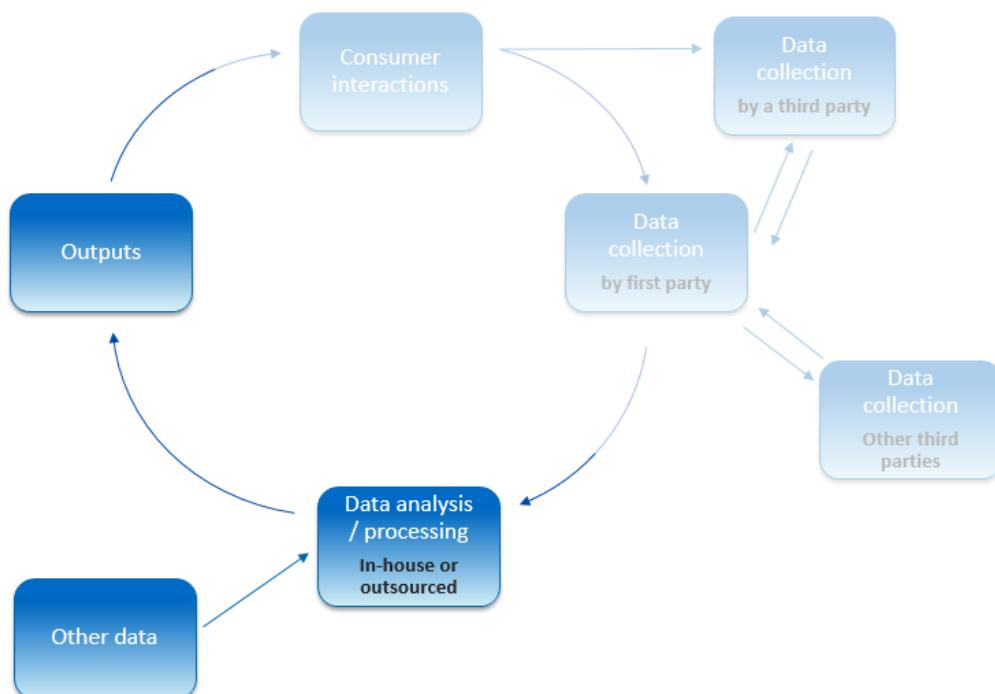 Consumer
interactions
Data
collection
by a third party
Outputs
Data
collection
by first party
Data
collection
Other third
parties
Data analysis
/ processing
In-house or
outsourced
Other data